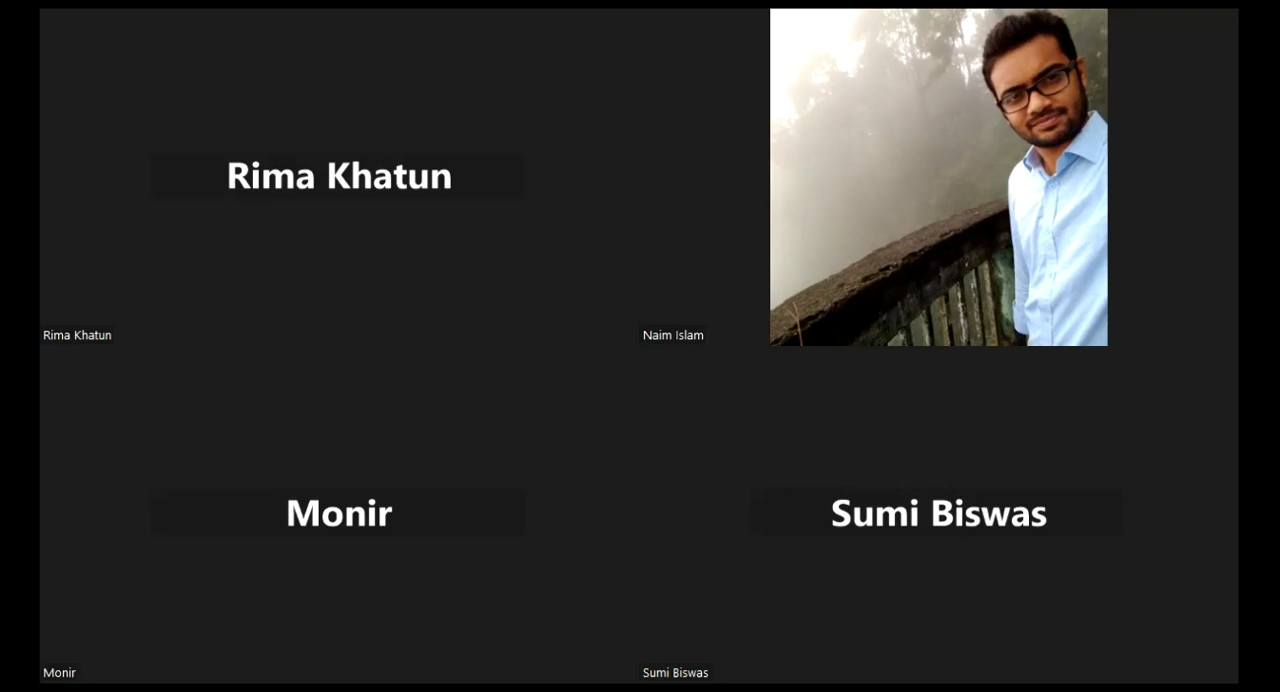 Rima Khatun
Rima Khatun
Naim Islam
Monir
Sumi Biswas
Monir
Sumi Biswas